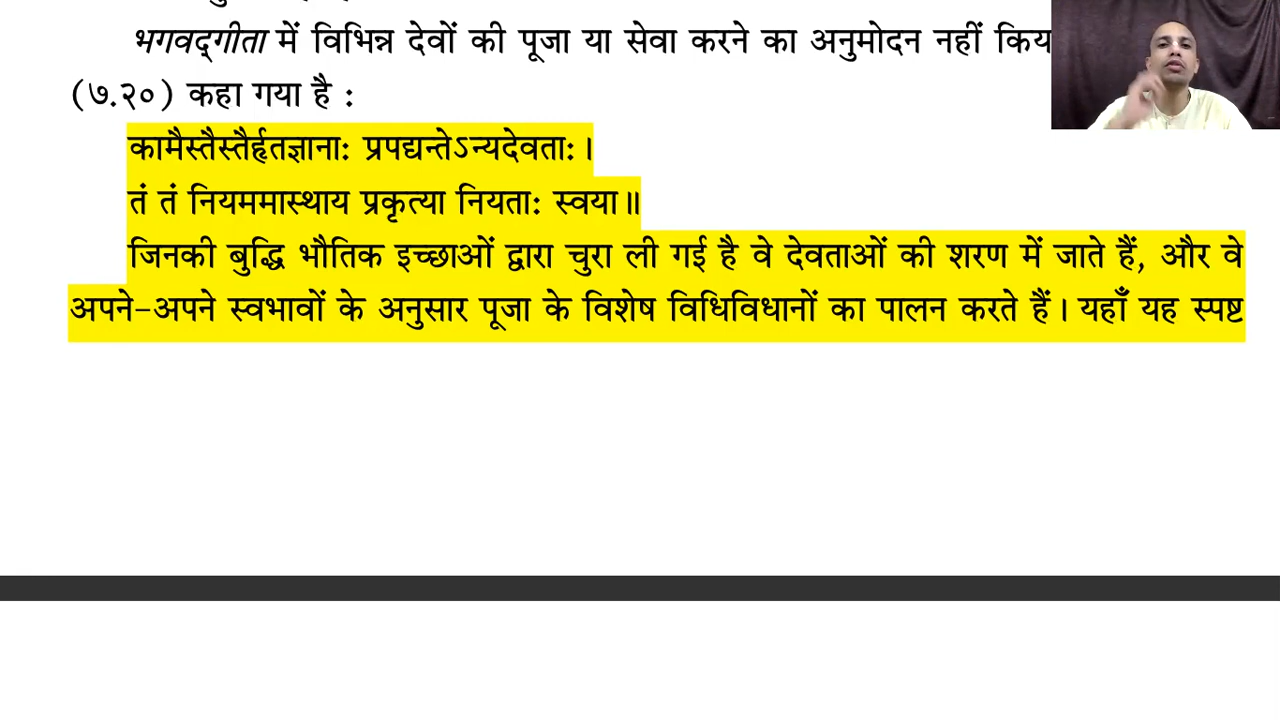 भगवद्‌गीता में विभिन्न देवों की पूजा या सेवा करने का अनुमोदन नहीं
(७.२०) कहा गया है :
कामैस्तैस्तैर्हृतज्ञानाः प्रपद्यन्तेऽन्यदेवताः।
तं तं नियममास्थाय प्रकृत्या नियताः स्वया॥
जिनकी बुद्धि भौतिक इच्छाओं द्वारा चुरा ली गई है वे देवताओं की शरण में जाते हैं, और वे
अपने-अपने स्वभावों के अनुसार पूजा के विशेष विधिविधानों का पालन करते हैं। यहाँ यह स्पष्ट